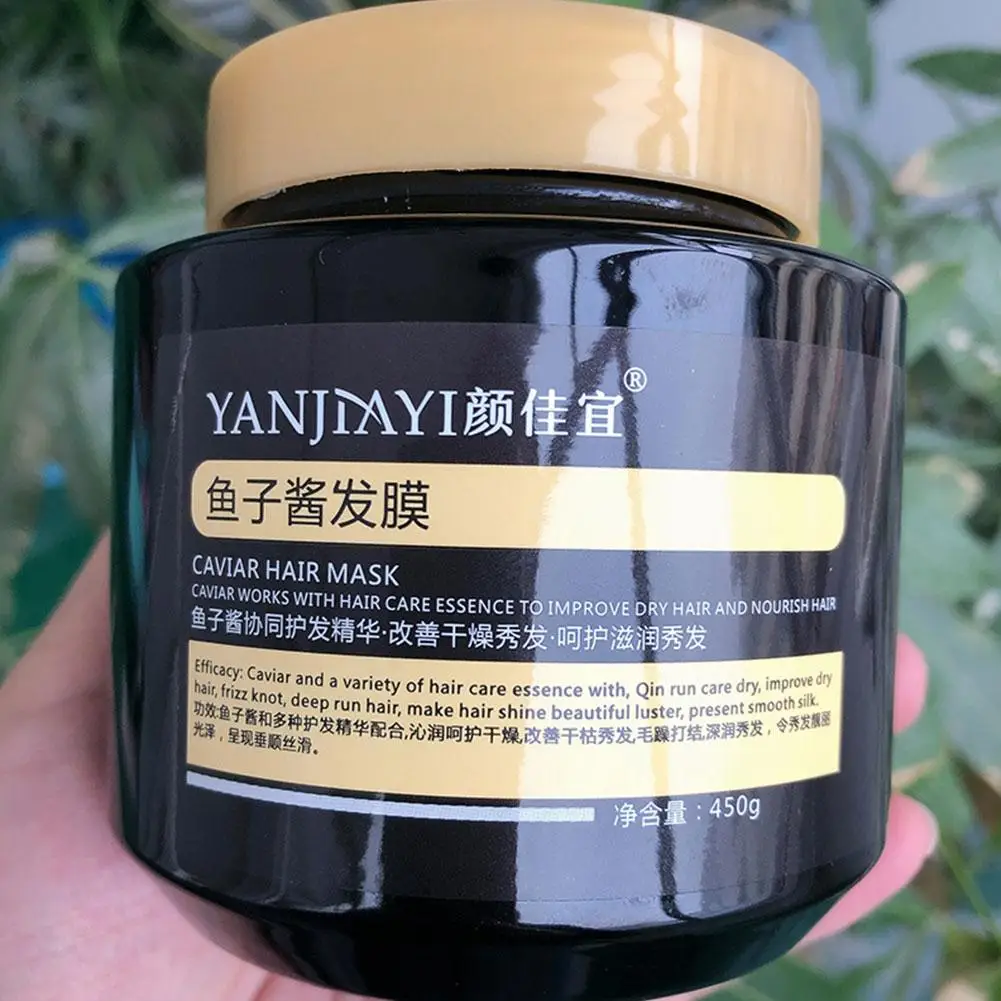 YANJIAYI颜佳宜®
鱼子酱发膜
CAVIAR HAIR MASK
CAVIAR WORKS WITH HAIR CARE ESSENCE TO IMPROVE DRY HAIR AND NOURISH HAIR
鱼子酱协同护发精华·改善干燥秀发·呵护滋润秀发
Efficacy: Caviar and a variety of hair care essence with, Qin run care dry, improve dry
hair, frizz knot, deep run hair, make hair shine beautiful luster, present smooth silk.
功效:鱼子酱和多种护发精华配合,沁润呵护干燥,改善干枯秀发,毛躁打结,深润秀发，令秀发靓丽
光泽，呈现垂顺丝滑。
净含量：450g